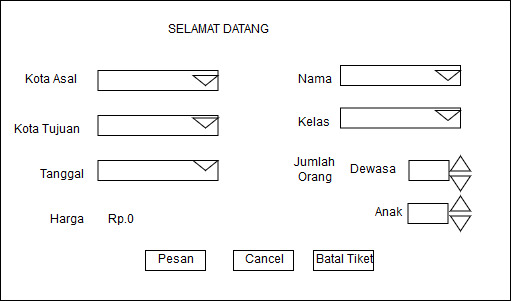 SELAMAT DATANG
Kota Asal
Nama
Kota Tujuan
Kelas
Tanggal
Jumlah
Orang
Dewasa
Harga
Rp.0
Anak
Pesan
Cancel
Batal Tiket